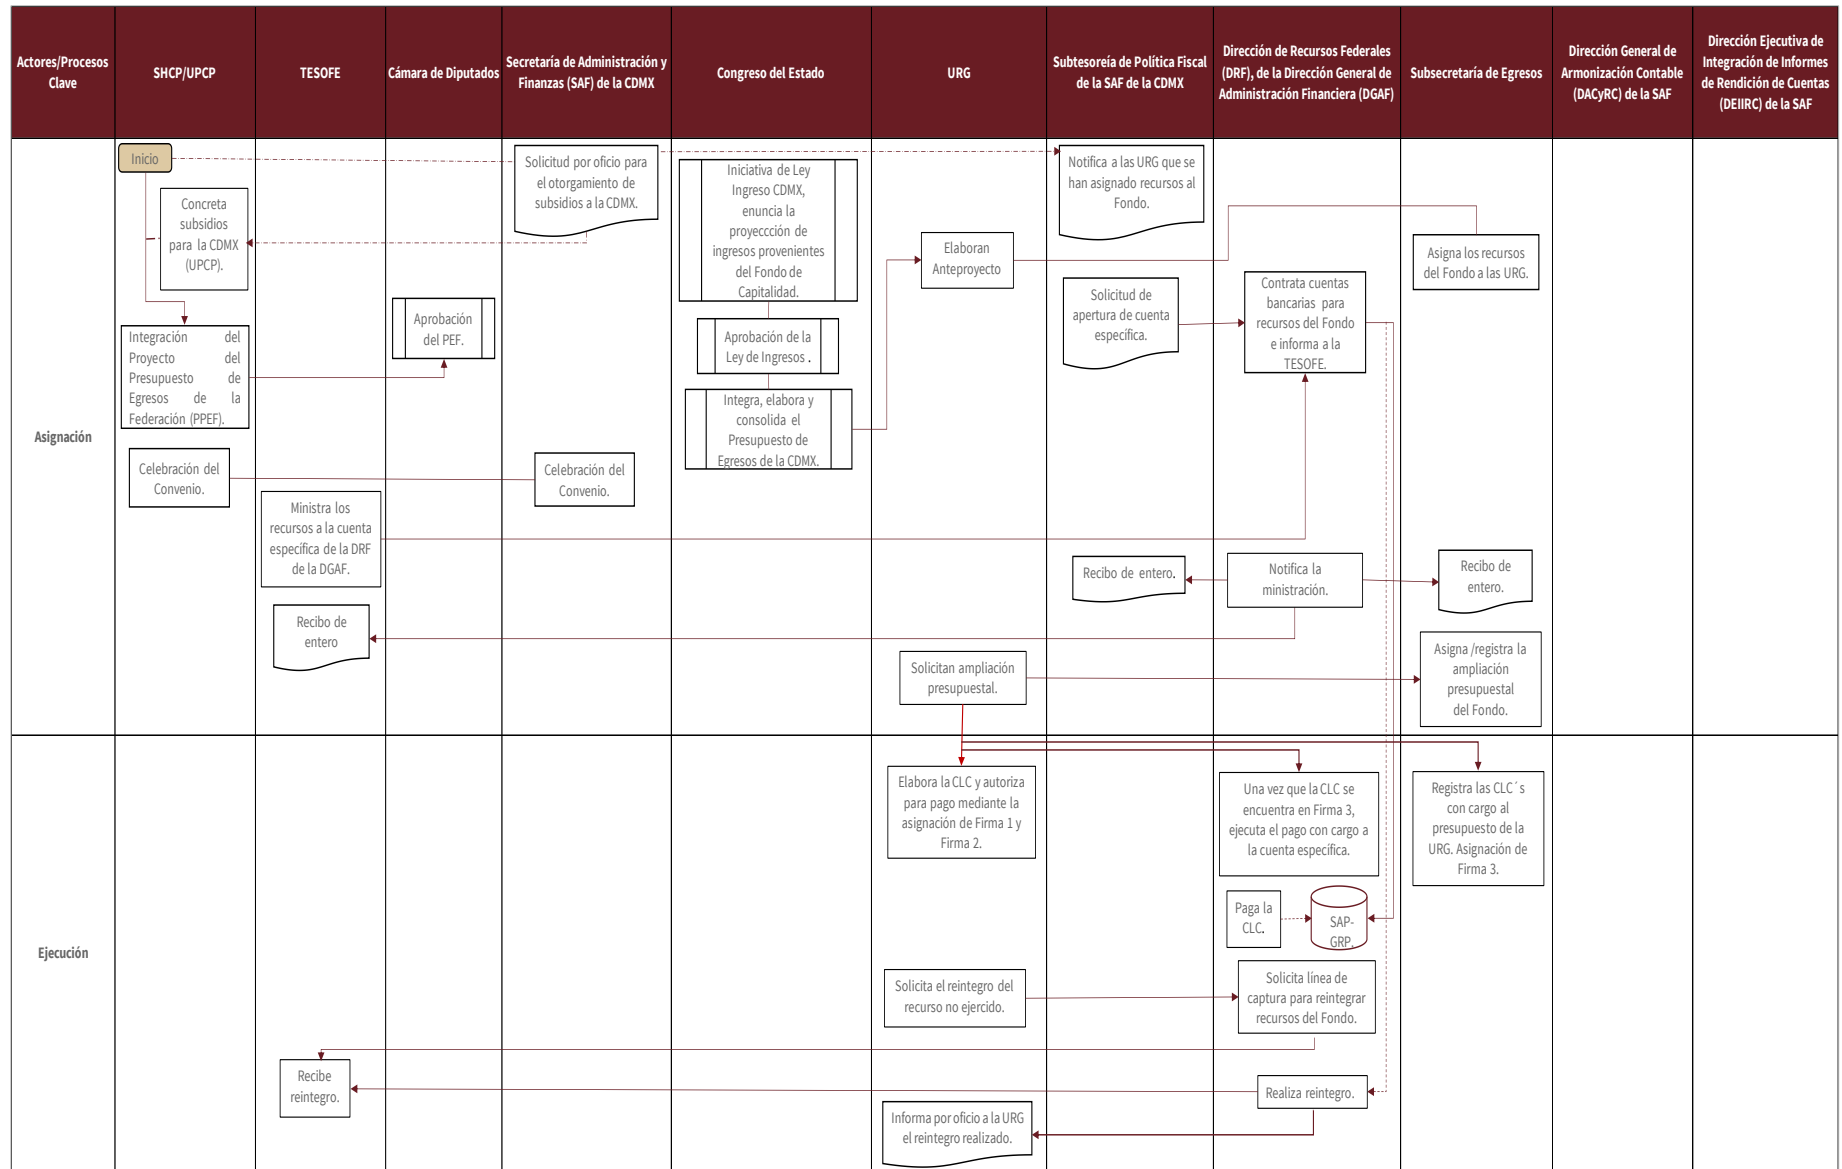 Actores/Procesos
Clave
SHCP/UPCP
TESOFE
Cámara de Diputados
Secretaría de Administración y
Finanzas (SAF) de la CDMX
Congreso del Estado
URG
Subtesoreía de Política Fiscal
de la SAF de la CDMX
Dirección de Recursos Federales
(DRF), de la Dirección General de
Administración Financiera (DGAF)
Subsecretaría de Egresos
Dirección General de
Armonización Contable
(DACyRC) de la SAF
Dirección Ejecutiva de
Integración de Informes
de Rendición de Cuentas
(DEIIRC) de la SAF
Asignación
Inicio
Concreta
subsidios
para la CDMX
(UPCP).
Integración del
Proyecto del
Presupuesto de
Egresos de la
Federación (PPEF).
Celebración del
Convenio.
Ministra los
recursos a la cuenta
específica de la DRF
de la DGAF.
Recibo de
entero
Aprobación
del PEF.
Solicitud por oficio para
el otorgamiento de
subsidios a la CDMX.
Celebración del
Convenio.
Iniciativa de Ley
Ingreso CDMX,
enuncia la
proyeccción de
ingresos provenientes
del Fondo de
Capitalidad.
Aprobación de la
Ley de Ingresos .
Integra, elabora y
consolida el
Presupuesto de
Egresos de la CDMX.
Elaboran
Anteproyecto
Solicitan ampliación
presupuestal.
Notifica a las URG que se
han asignado recursos al
Fondo.
Solicitud de
apertura de cuenta
específica.
Recibo de entero.
Contrata cuentas
bancarias para
recursos del Fondo
e informa a la
TESOFE.
Notifica la
ministración.
Asigna los recursos
del Fondo a las URG.
Recibo de
entero.
Asigna /registra la
ampliación
presupuestal
del Fondo.
Ejecución
Recibe
reintegro.
Elabora la CLC y autoriza
para pago mediante la
asignación de Firma 1 y
Firma 2.
Solicita el reintegro del
recurso no ejercido.
Informa por oficio a la URG
el reintegro realizado.
Una vez que la CLC se
encuentra en Firma 3,
ejecuta el pago con cargo a
la cuenta específica.
Paga la
CLC.
SAP-
GRP.
Solicita línea de
captura para reintegrar
recursos del Fondo.
Realiza reintegro.
Registra las CLC´s
con cargo al
presupuesto de la
URG. Asignación de
Firma 3.